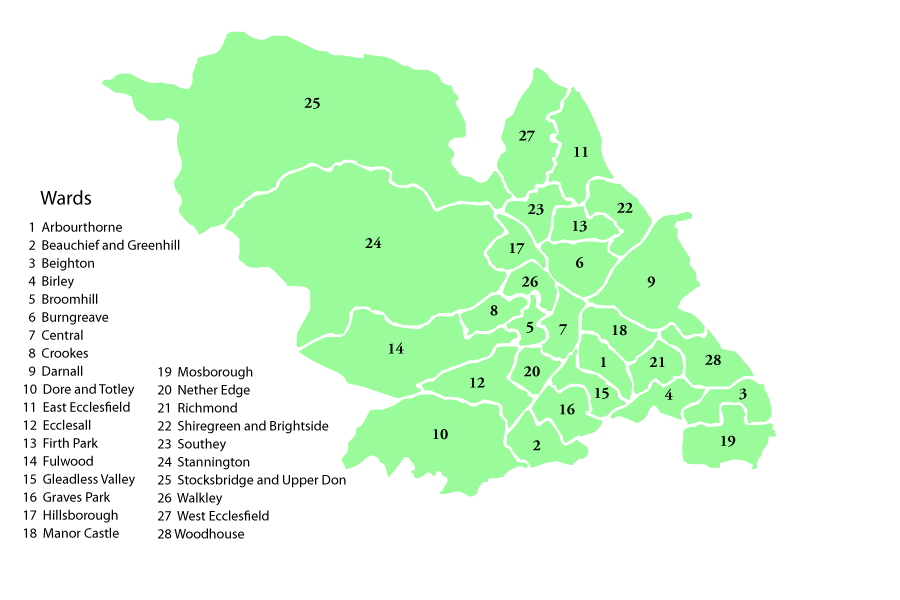 25
27
11
23
22
13
24
17
6
26
9
8
5
7
18
14
1
21
28
12
20
15
4
3
16
10
2
19
Wards
1 Arbourthorne
2 Beauchief and Greenhill
3 Beighton
4 Birley
5 Broomhill
6 Burngreave
7 Central
8 Crookes
9 Darnall
10 Dore and Totley
11 East Ecclesfield
12 Ecclesall
13 Firth Park
14 Fulwood
15 Gleadless Valley
16 Graves Park
17 Hillsborough
18 Manor Castle
19 Mosborough
20 Nether Edge
21 Richmond
22 Shiregreen and Brightside
23 Southey
24 Stannington
25 Stocksbridge and Upper Don
26 Walkley
27 West Ecclesfield
28 Woodhouse